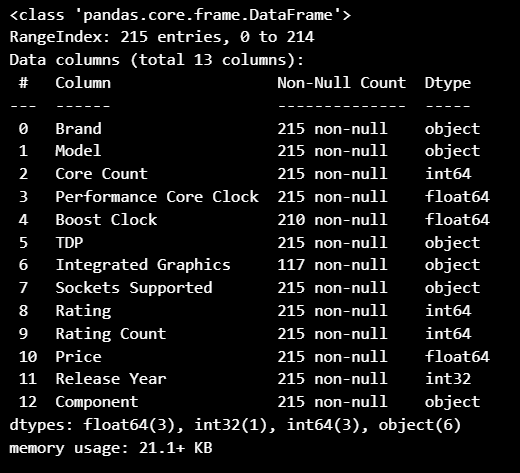 <class 'pandas.core.frame.DataFrame'>
RangeIndex: 215 entries, 0 to 214
Data columns (total 13 columns):
 #   Column                  Non-Null Count  Dtype
---  ------                  --------------  -----
 0   Brand                   215 non-null    object
 1   Model                   215 non-null    object
 2   Core Count              215 non-null    int64
 3   Performance Core Clock  215 non-null    float64
 4   Boost Clock             210 non-null    float64
 5   TDP                     215 non-null    object
 6   Integrated Graphics     117 non-null    object
 7   Sockets Supported       215 non-null    object
 8   Rating                  215 non-null    int64
 9   Rating Count            215 non-null    int64
 10  Price                   215 non-null    float64
 11  Release Year            215 non-null    int32
 12  Component               215 non-null    object
dtypes: float64(3), int32(1), int64(3), object(6)
memory usage: 21.1+ KB